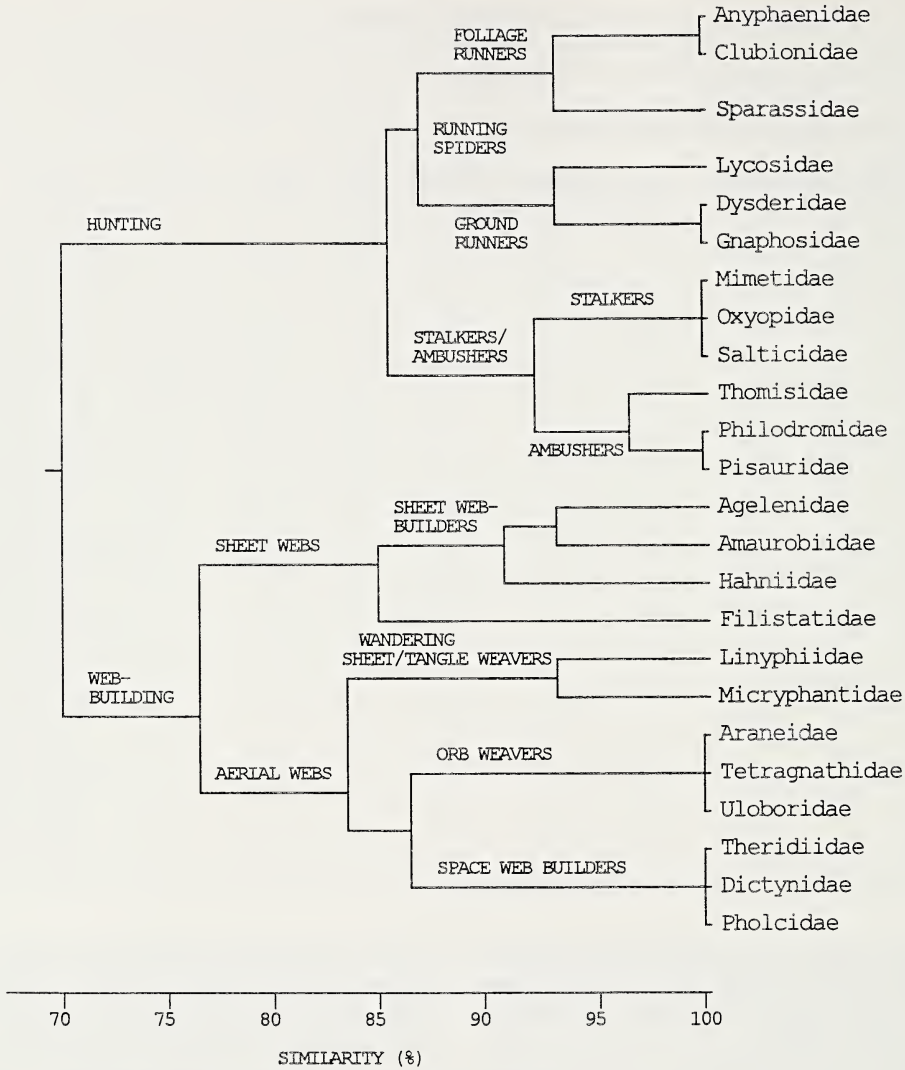 Anyphaenidae
FOLIAGE
RUNNERS
Clubionidae
Sparassidae
RUNNING
SPIDERS
Lycosidae
Dysderidae
HUNTING
GROUND
RUNNERS
Gnaphosidae
Mimetidae
STALKERS
Oxyopidae
STALKERS/
AMBUSHERS
Salticidae
Thomisidae
Philodromidae
AMBUSHERS
Pisauridae
SHEET WEB-
BUILDERS
Agelenidae
SHEET WEBS
Amaurobiidae
Hahniidae
Filistatidae
WANDERING
SHEET/TANGLE WEAVERS
Linyphiidae
WEB-
BUILDING
Micryphantidae
Araneidae
ORB WEAVERS
AERIAL WEBS
Tetragnathidae
Uloboridae
Theridiidae
SPACE WEB BUILDERS
Dictynidae
Pholcidae
70 75 80 85 90 95 100
SIMILARITY (%)